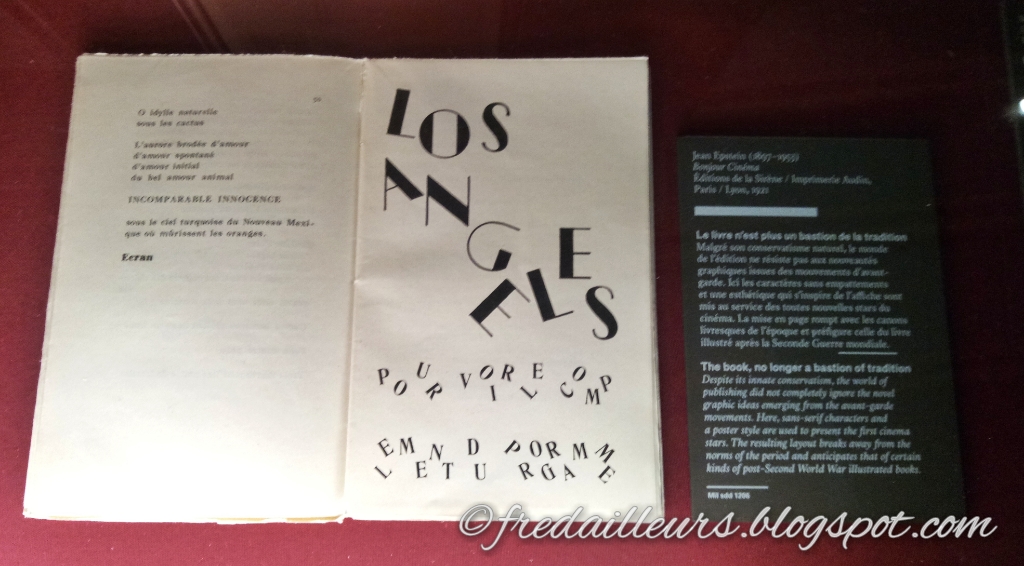 50
O idylle naturelle
sous les cactus
L'aurore brodée d'amour
d'amour spontané
d'amour initial
du bel amour animal
INCOMPARABLE INNOCENCE
sous le ciel turquoise du Nouveau Mexi-
que où mûrissent les oranges.
Ecran
LOS
ANGELES
POUR VOIR LE COMP
LEMENT DU PROGRAMME
Jean Epstein (1897–1953)
Bonjour Cinéma
Éditions de la Sirène / Imprimerie Audin,
Paris / Lyon, 1921
Le livre n'est plus un bastion de la tradition
Malgré son conservatisme naturel, le monde
de l'édition ne résiste pas aux nouveautés
graphiques issues des mouvements d'avant-
garde. Ici les caractères sans empattements
et une esthétique qui s'inspire de l'affiche sont
mis au service des toutes nouvelles stars du
cinéma. La mise en page rompt avec les canons
livresques de l'époque et préfigure celle du livre
illustré après la Seconde Guerre mondiale.
The book, no longer a bastion of tradition
Despite its innate conservatism, the world of
publishing did not completely ignore the novel
graphic ideas emerging from the avant-garde
movements. Here, sans-serif characters and
a poster style are used to present the first cinema
stars. The resulting layout breaks away from the
norms of the period and anticipates that of certain
kinds of post-Second World War illustrated books.
Mil sdd 1206
©fredailleurs.blogspot.com